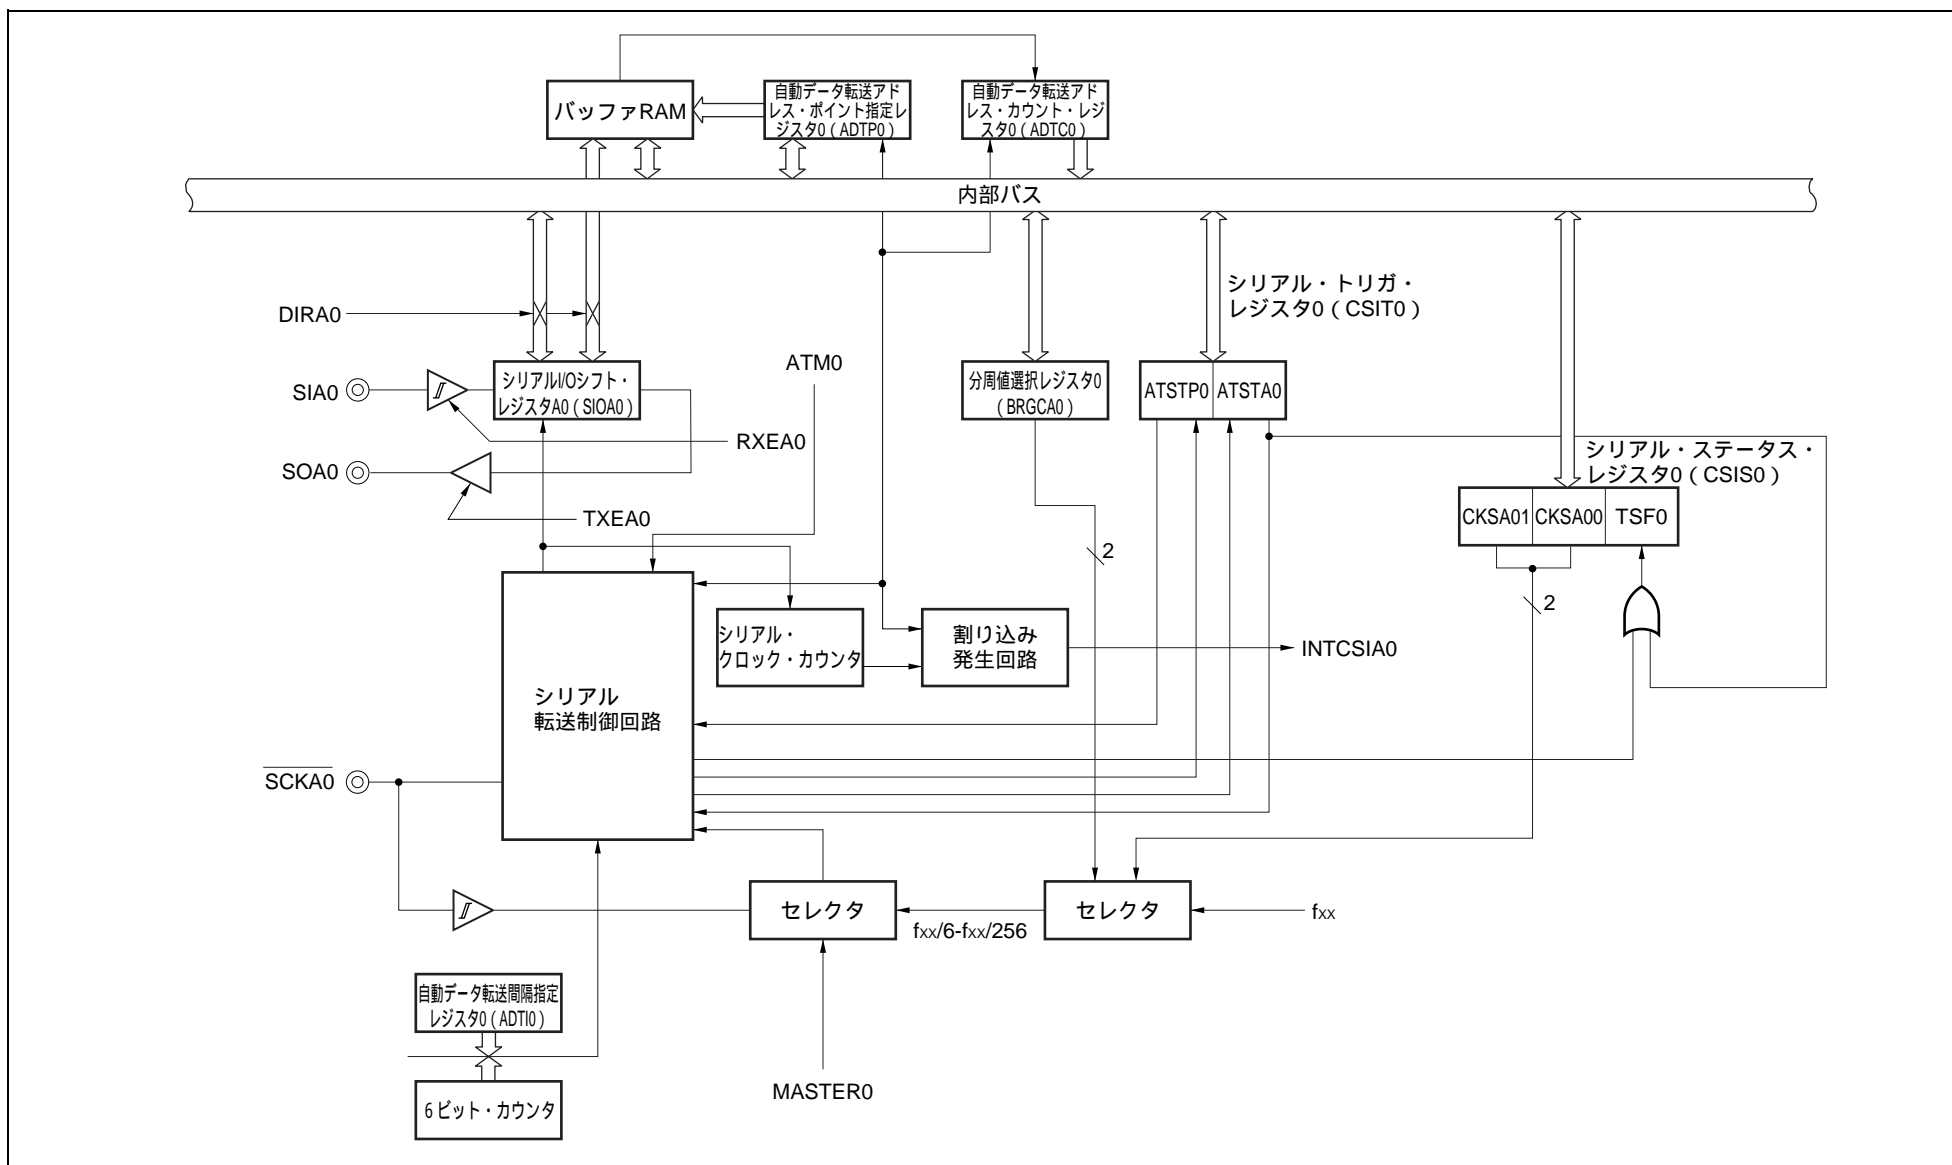 バッファRAM
自動データ転送アド
レス・ポイント指定レ
ジスタ0（ADTP0）
自動データ転送アド
レス・カウント・レジ
スタ0（ADTC0）
内部バス
DIRA0
シリアル・トリガ・
レジスタ0（CSIT0）
SIA0
シリアルI/Oシフト・
レジスタA0（SIOA0）
ATM0
分周値選択レジスタ0
（BRGCA0）
ATSTP0
ATSTA0
RXEA0
SOA0
TXEA0
シリアル・ステータス・
レジスタ0（CSIS0）
CKSA01
CKSA00
TSF0
2
2
シリアル・
クロック・カウンタ
割り込み
発生回路
INTCSIA0
シリアル
転送制御回路
SCKA0
セレクタ
fxx/6-fxx/256
セレクタ
fxx
自動データ転送間隔指定
レジスタ0（ADTI0）
MASTER0
6ビット・カウンタ